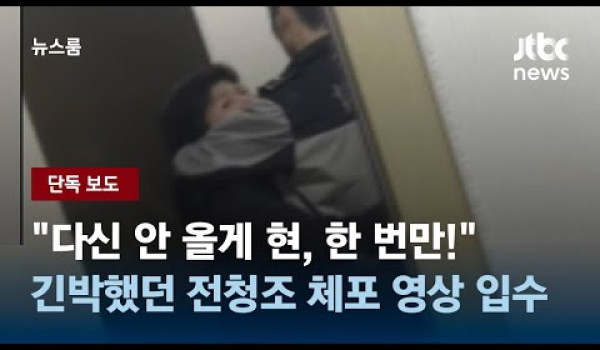 뉴스룸
jtbc
news
단독 보도
"다신 안 올게 현, 한 번만!"
긴박했던 전청조 체포 영상 입수